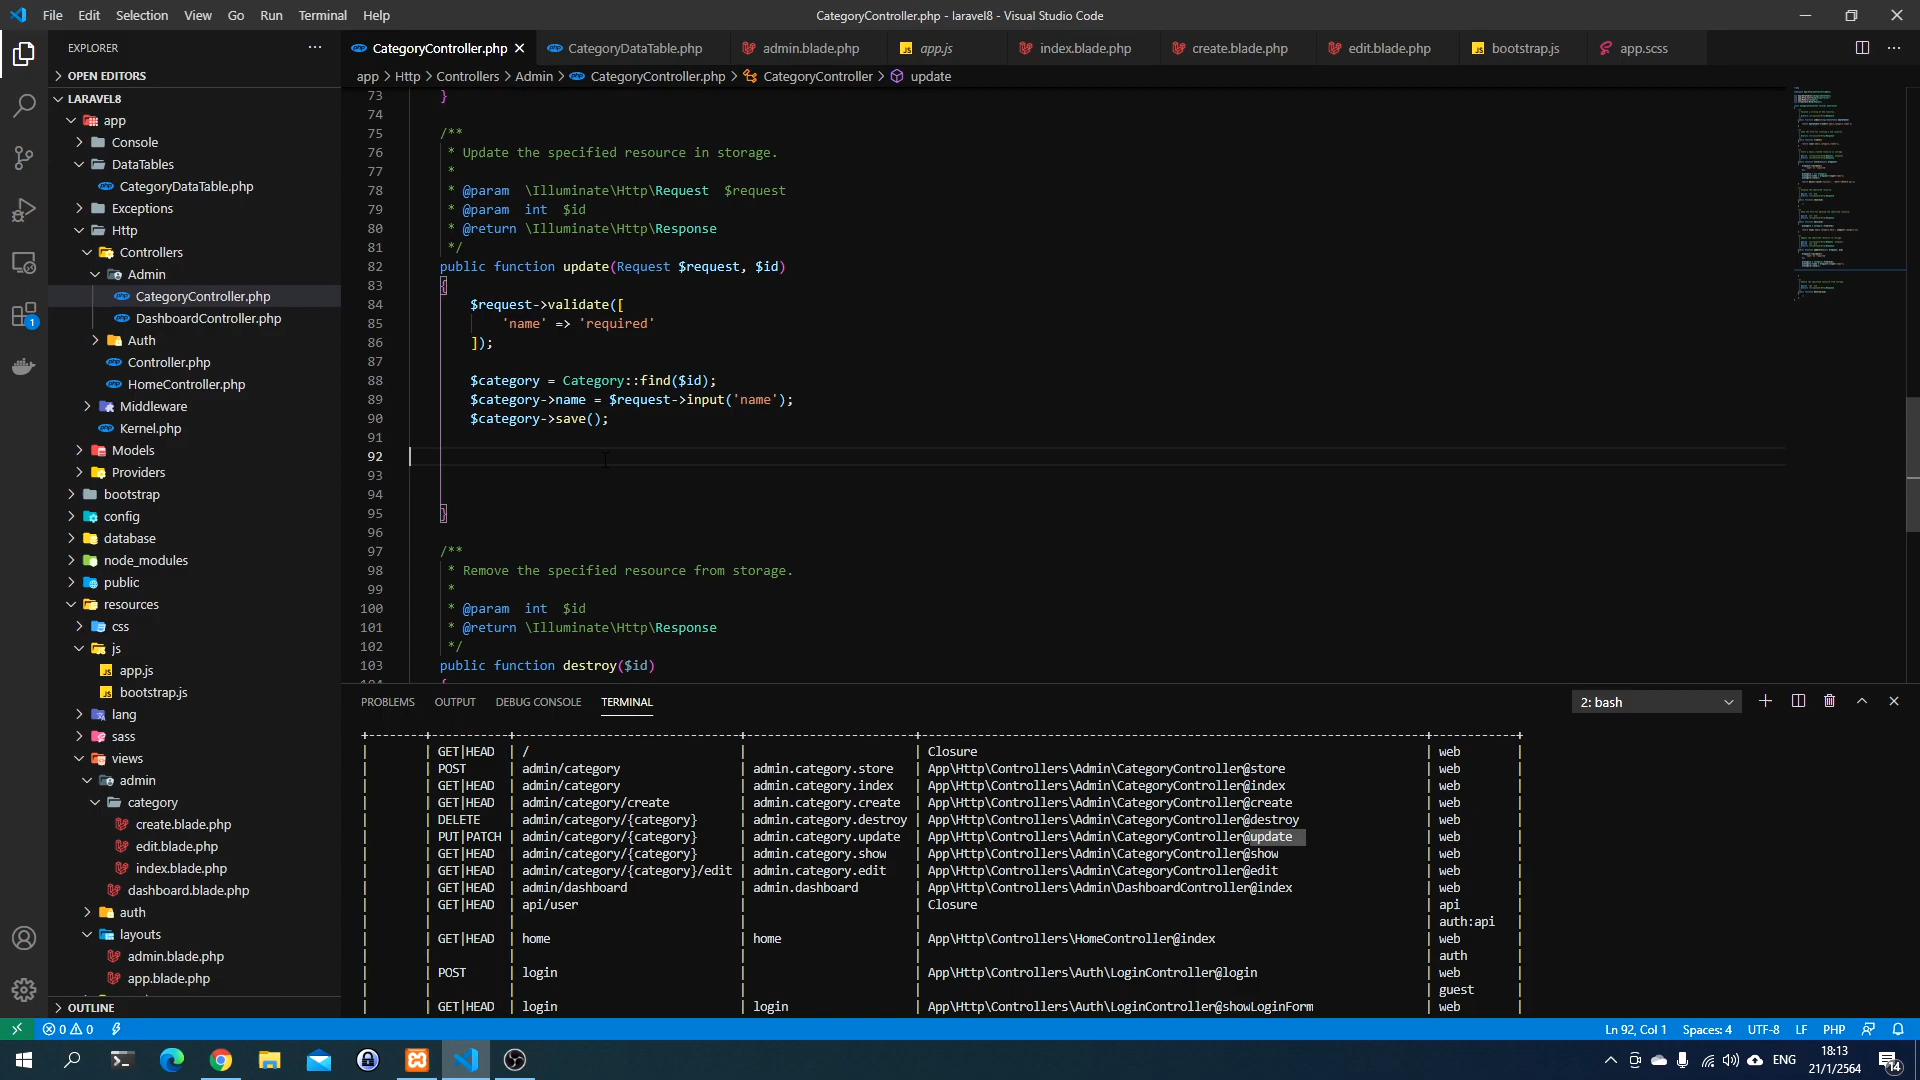 File Edit Selection View Go Run Terminal Help
CategoryController.php - laravel8 - Visual Studio Code
EXPLORER
CategoryController.php
CategoryDataTable.php
admin.blade.php
app.js
index.blade.php
create.blade.php
edit.blade.php
bootstrap.js
app.scss
OPEN EDITORS
app > Http > Controllers > Admin > CategoryController.php > CategoryController > update
LARAVEL8
app
Console
DataTables
CategoryDataTable.php
Exceptions
Http
Controllers
Admin
CategoryController.php
DashboardController.php
Auth
Controller.php
HomeController.php
Middleware
Kernel.php
Models
Providers
bootstrap
config
database
node_modules
public
resources
css
js
app.js
bootstrap.js
lang
sass
views
admin
category
create.blade.php
edit.blade.php
index.blade.php
dashboard.blade.php
auth
layouts
admin.blade.php
app.blade.php
OUTLINE
73 }
74
75 /**
76 * Update the specified resource in storage.
77 *
78 * @param \Illuminate\Http\Request $request
79 * @param int $id
80 * @return \Illuminate\Http\Response
81 */
82 public function update(Request $request, $id)
83 {
84 $request->validate([
85 'name' => 'required'
86 ]);
87
88 $category = Category::find($id);
89 $category->name = $request->input('name');
90 $category->save();
91
92
93
94
95 }
96
97 /**
98 * Remove the specified resource from storage.
99 *
100 * @param int $id
101 * @return \Illuminate\Http\Response
102 */
103 public function destroy($id)
PROBLEMS OUTPUT DEBUG CONSOLE TERMINAL
2: bash
| | GET|HEAD | / | | Closure | web |
| | POST | admin/category | admin.category.store | App\Http\Controllers\Admin\CategoryController@store | web |
| | GET|HEAD | admin/category | admin.category.index | App\Http\Controllers\Admin\CategoryController@index | web |
| | GET|HEAD | admin/category/create | admin.category.create | App\Http\Controllers\Admin\CategoryController@create | web |
| | DELETE | admin/category/{category} | admin.category.destroy | App\Http\Controllers\Admin\CategoryController@destroy | web |
| | PUT|PATCH | admin/category/{category} | admin.category.update | App\Http\Controllers\Admin\CategoryController@update | web |
| | GET|HEAD | admin/category/{category} | admin.category.show | App\Http\Controllers\Admin\CategoryController@show | web |
| | GET|HEAD | admin/category/{category}/edit | admin.category.edit | App\Http\Controllers\Admin\CategoryController@edit | web |
| | GET|HEAD | admin/dashboard | admin.dashboard | App\Http\Controllers\Admin\DashboardController@index | web |
| | GET|HEAD | api/user | | Closure | api |
| | | | | | auth:api |
| | GET|HEAD | home | home | App\Http\Controllers\HomeController@index | web |
| | | | | | auth |
| | POST | login | | App\Http\Controllers\Auth\LoginController@login | web |
| | | | | | guest |
| | GET|HEAD | login | login | App\Http\Controllers\Auth\LoginController@showLoginForm | web |
0 0
Ln 92, Col 1 Spaces: 4 UTF-8 LF PHP
ENG
18:13
21/1/2564
14